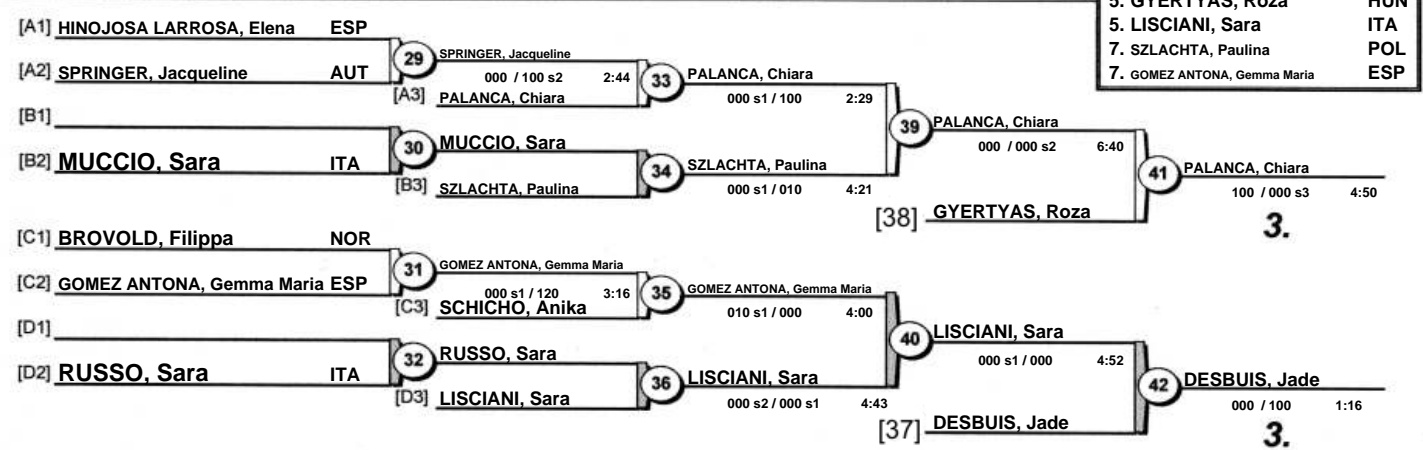 5. GYERTYAS, Roza HUN
5. LISCIANI, Sara ITA
7. SZLACHTA, Paulina POL
7. GOMEZ ANTONA, Gemma Maria ESP
[A1] HINOJOSA LARROSA, Elena ESP
[A2] SPRINGER, Jacqueline AUT
29
SPRINGER, Jacqueline
000 / 100 s2 2:44
[A3] PALANCA, Chiara
33
PALANCA, Chiara
000 s1 / 100 2:29
[B1]
[B2] MUCCIO, Sara ITA
30
MUCCIO, Sara
[B3] SZLACHTA, Paulina
34
SZLACHTA, Paulina
000 s1 / 010 4:21
39
PALANCA, Chiara
000 / 000 s2 6:40
[38] GYERTYAS, Roza
41
PALANCA, Chiara
100 / 000 s3 4:50
3.
[C1] BROVOLD, Filippa NOR
[C2] GOMEZ ANTONA, Gemma Maria ESP
31
GOMEZ ANTONA, Gemma Maria
000 s1 / 120 3:16
[C3] SCHICHO, Anika
35
GOMEZ ANTONA, Gemma Maria
010 s1 / 000 4:00
[D1]
[D2] RUSSO, Sara ITA
32
RUSSO, Sara
[D3] LISCIANI, Sara
36
LISCIANI, Sara
000 s2 / 000 s1 4:43
40
LISCIANI, Sara
000 s1 / 000 4:52
[37] DESBUIS, Jade
42
DESBUIS, Jade
000 / 100 1:16
3.